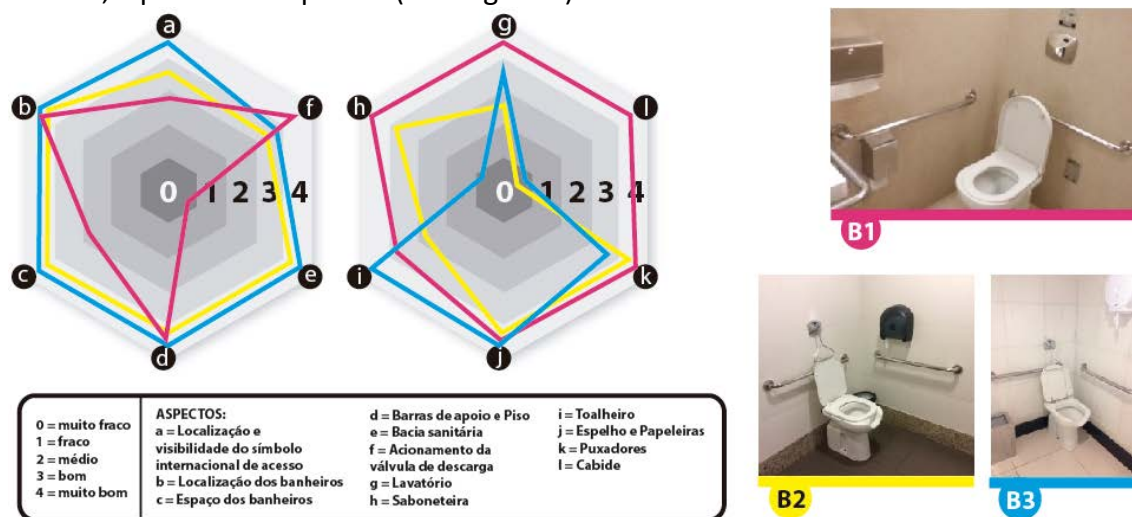 a
b
f
0 1 2 3 4
c
e
d
g
h
l
0 1 2 3 4
i
k
j
B1
B2
B3
0 = muito fraco
1 = fraco
2 = médio
3 = bom
4 = muito bom
ASPECTOS:
a = Localização e
visibilidade do símbolo
internacional de acesso
b = Localização dos banheiros
c = Espaço dos banheiros
d = Barras de apoio e Piso
e = Bacia sanitária
f = Acionamento da
válvula de descarga
g = Lavatório
h = Saboneteira
i = Toalheiro
j = Espelho e Papeleiras
k = Puxadores
l = Cabide